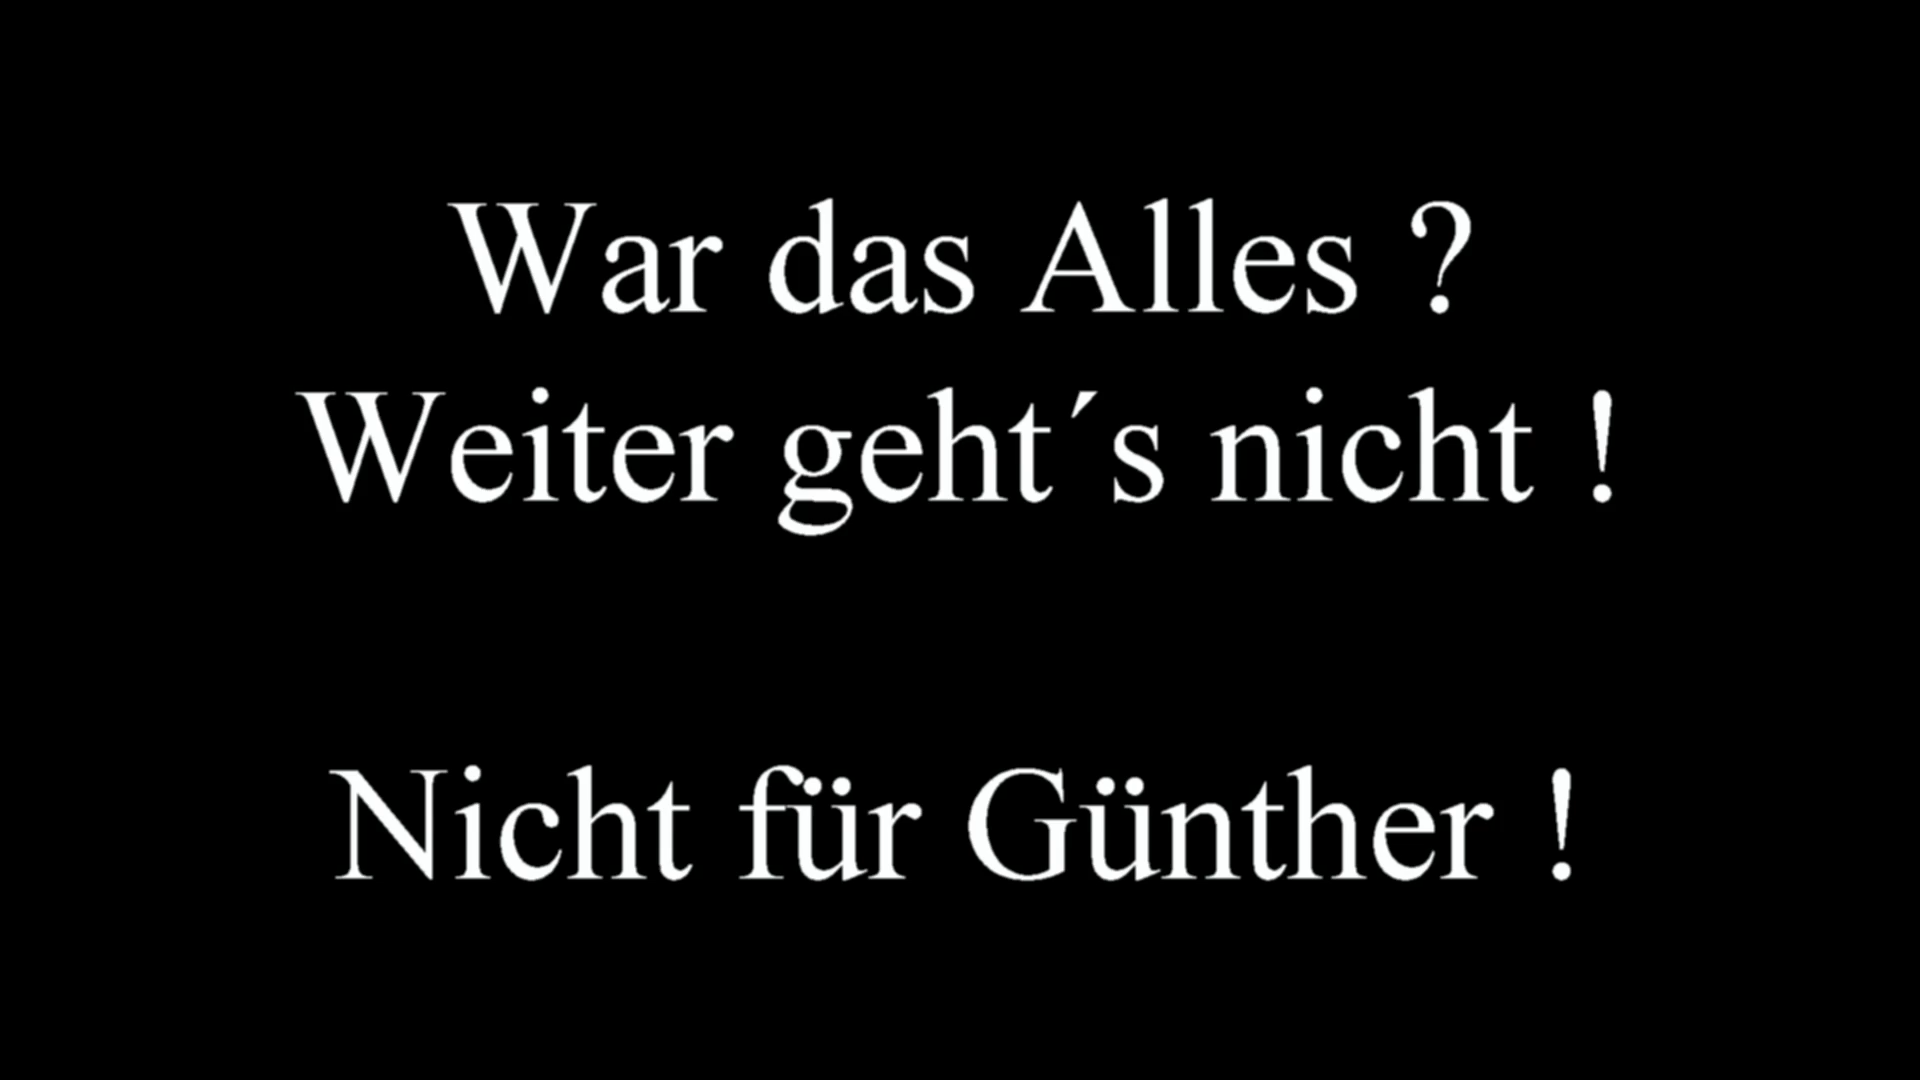 War das Alles ?
Weiter geht´s nicht !
Nicht für Günther !